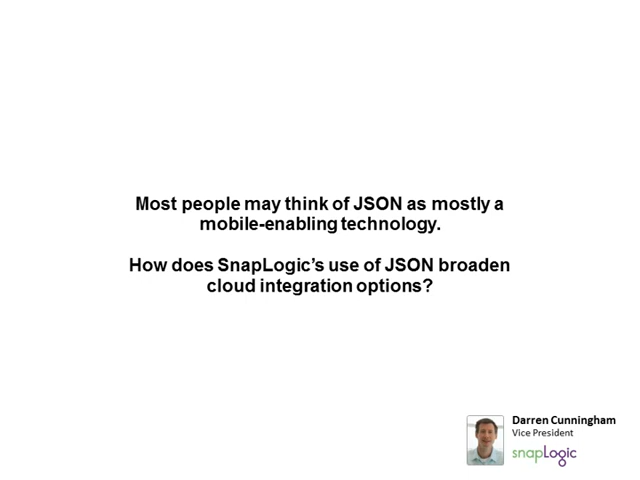 Most people may think of JSON as mostly a
mobile-enabling technology.
How does SnapLogic's use of JSON broaden
cloud integration options?
Darren Cunningham
Vice President
snapLogic